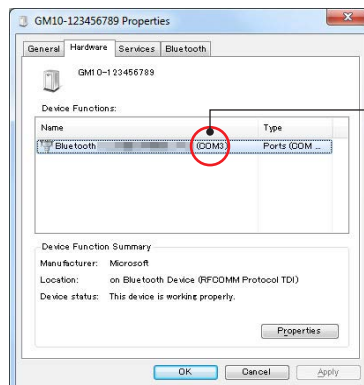 GM10-123456789 Properties
General Hardware Services Bluetooth
GM10-123456789
Device Functions:
Name Type
Bluetooth (COM3) Ports (COM ...
Device Function Summary
Manufacturer: Microsoft
Location: on Bluetooth Device (RFCOMM Protocol TDI)
Device status: This device is working properly.
Properties
OK Cancel Apply